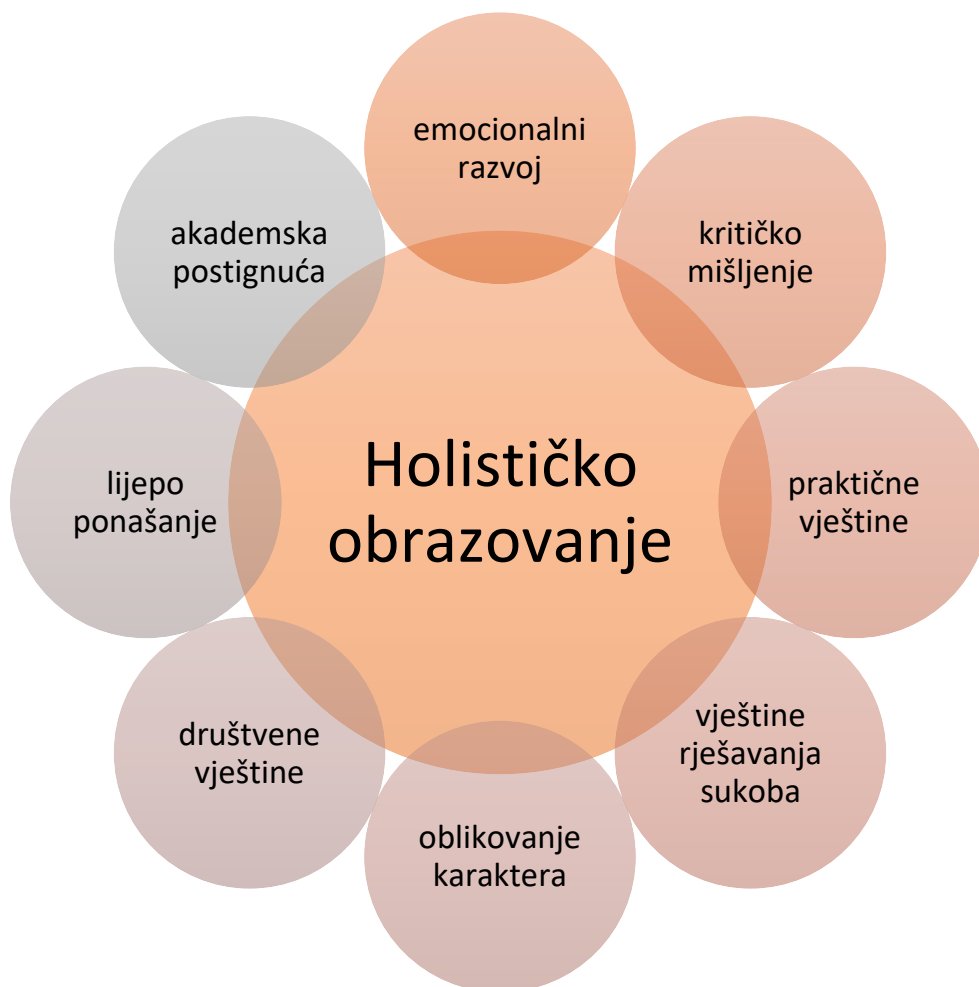 emocionalni
razvoj
kritičko
mišljenje
praktične
vještine
vještine
rješavanja
sukoba
oblikovanje
karaktera
društvene
vještine
lijepo
ponašanje
akademska
postignuća
Holističko
obrazovanje